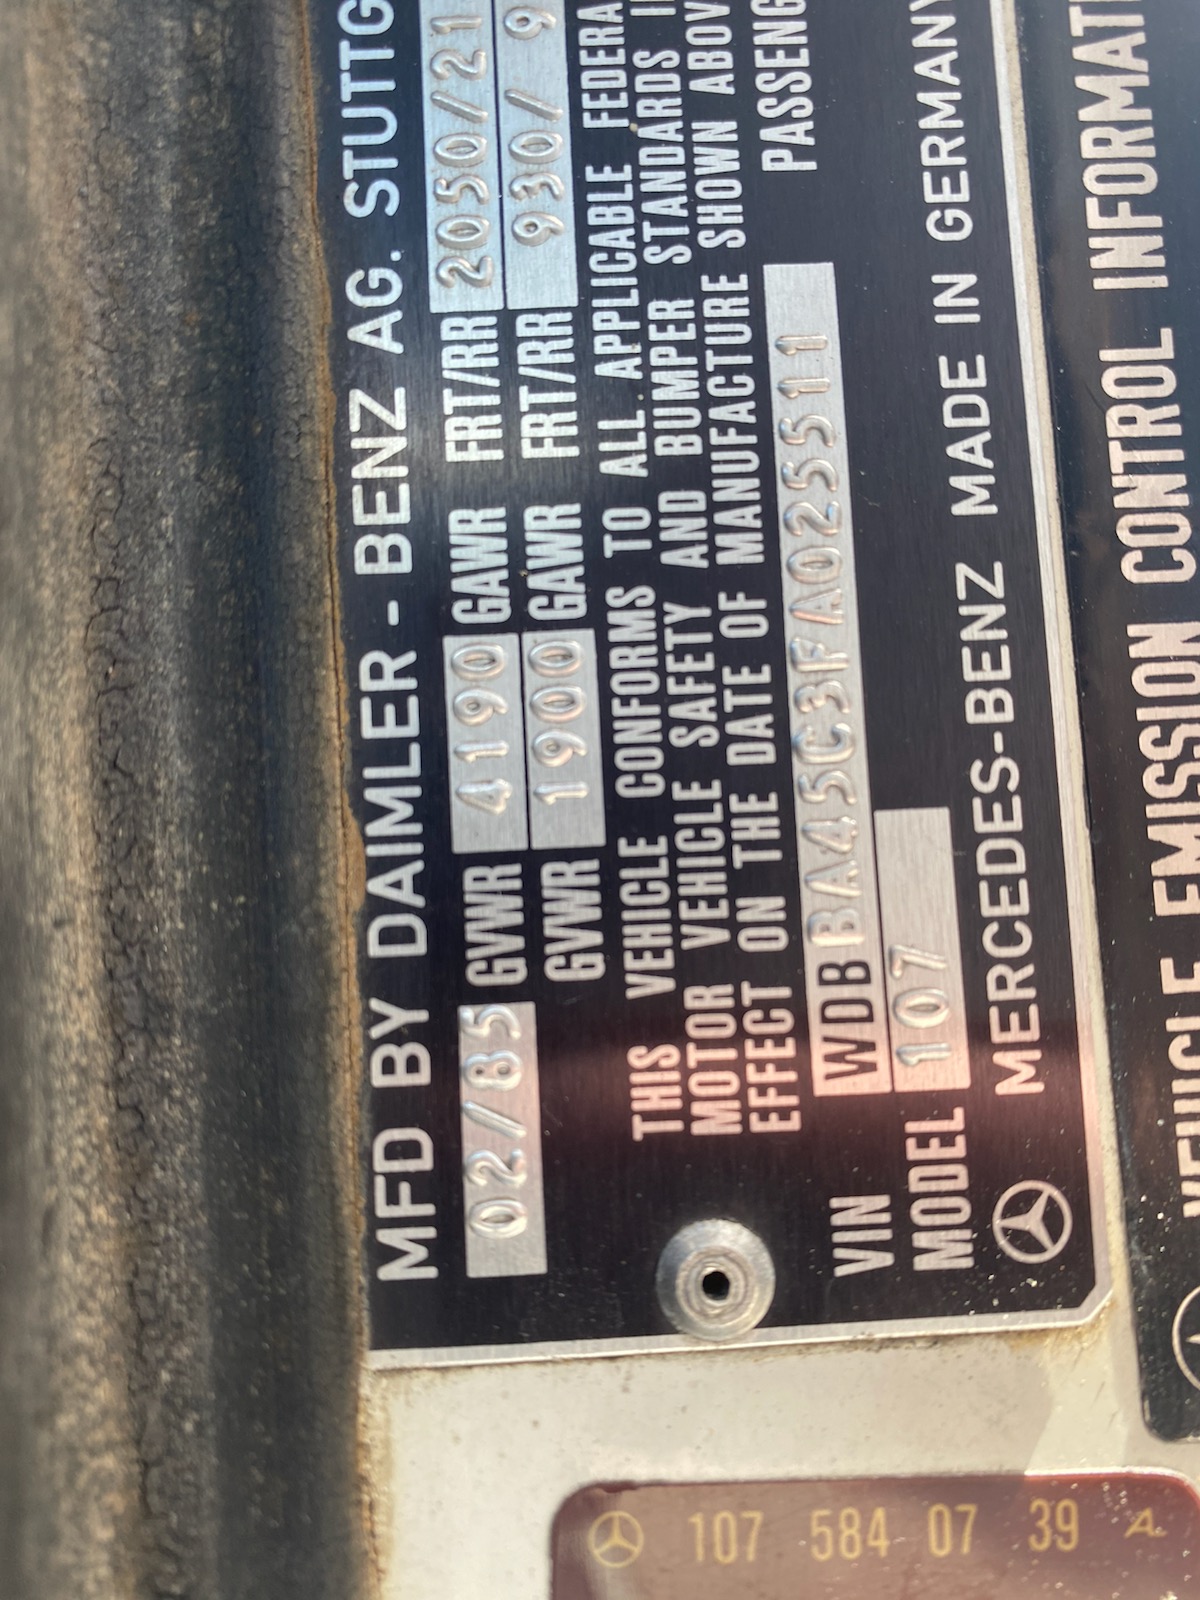 MFD BY DAIMLER - BENZ AG. STUTTG
02/85 GVWR 4190 GAWR FRT/RR 2050/21
GVWR 1900 GAWR FRT/RR 930/ 9
THIS VEHICLE CONFORMS TO ALL APPLICABLE FEDERA
MOTOR VEHICLE SAFETY AND BUMPER STANDARDS I
EFFECT ON THE DATE OF MANUFACTURE SHOWN ABOV
PASSENG
VIN WDB BA45C3FA025511
MODEL 107
MERCEDES-BENZ MADE IN GERMANY
VEHICLE EMISSION CONTROL INFORMATI
107 584 07 39 A.